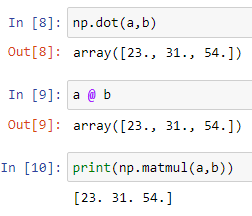 In [8]: np.dot(a,b)
Out[8]: array([23., 31., 54.])
In [9]: a @ b
Out[9]: array([23., 31., 54.])
In [10]: print(np.matmul(a,b))
[23. 31. 54.]